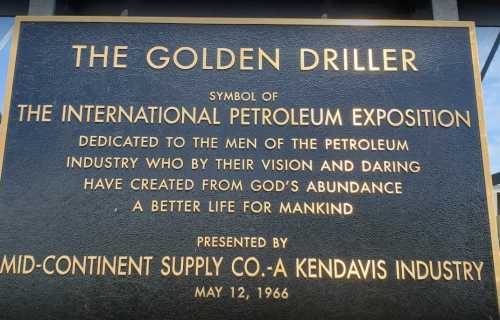 THE GOLDEN DRILLER
SYMBOL OF
THE INTERNATIONAL PETROLEUM EXPOSITION
DEDICATED TO THE MEN OF THE PETROLEUM
INDUSTRY WHO BY THEIR VISION AND DARING
HAVE CREATED FROM GOD'S ABUNDANCE
A BETTER LIFE FOR MANKIND
PRESENTED BY
MID-CONTINENT SUPPLY CO.-A KENDAVIS INDUSTRY
MAY 12, 1966